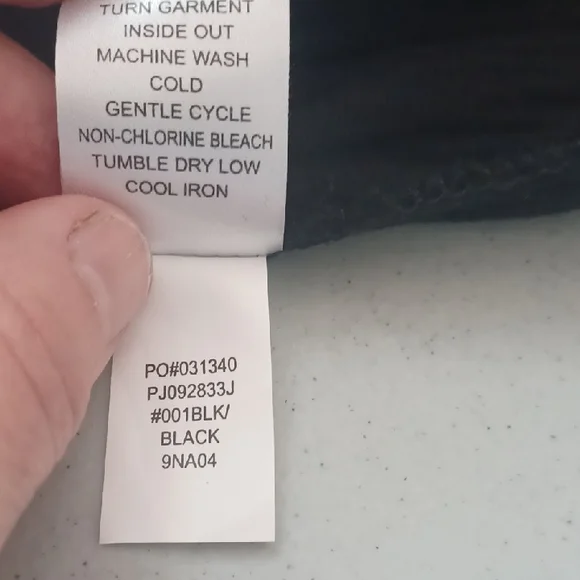 TURN GARMENT
INSIDE OUT
MACHINE WASH
COLD
GENTLE CYCLE
NON-CHLORINE BLEACH
TUMBLE DRY LOW
COOL IRON
PO#031340
PJ092833J
#001BLK/
BLACK
9NA04